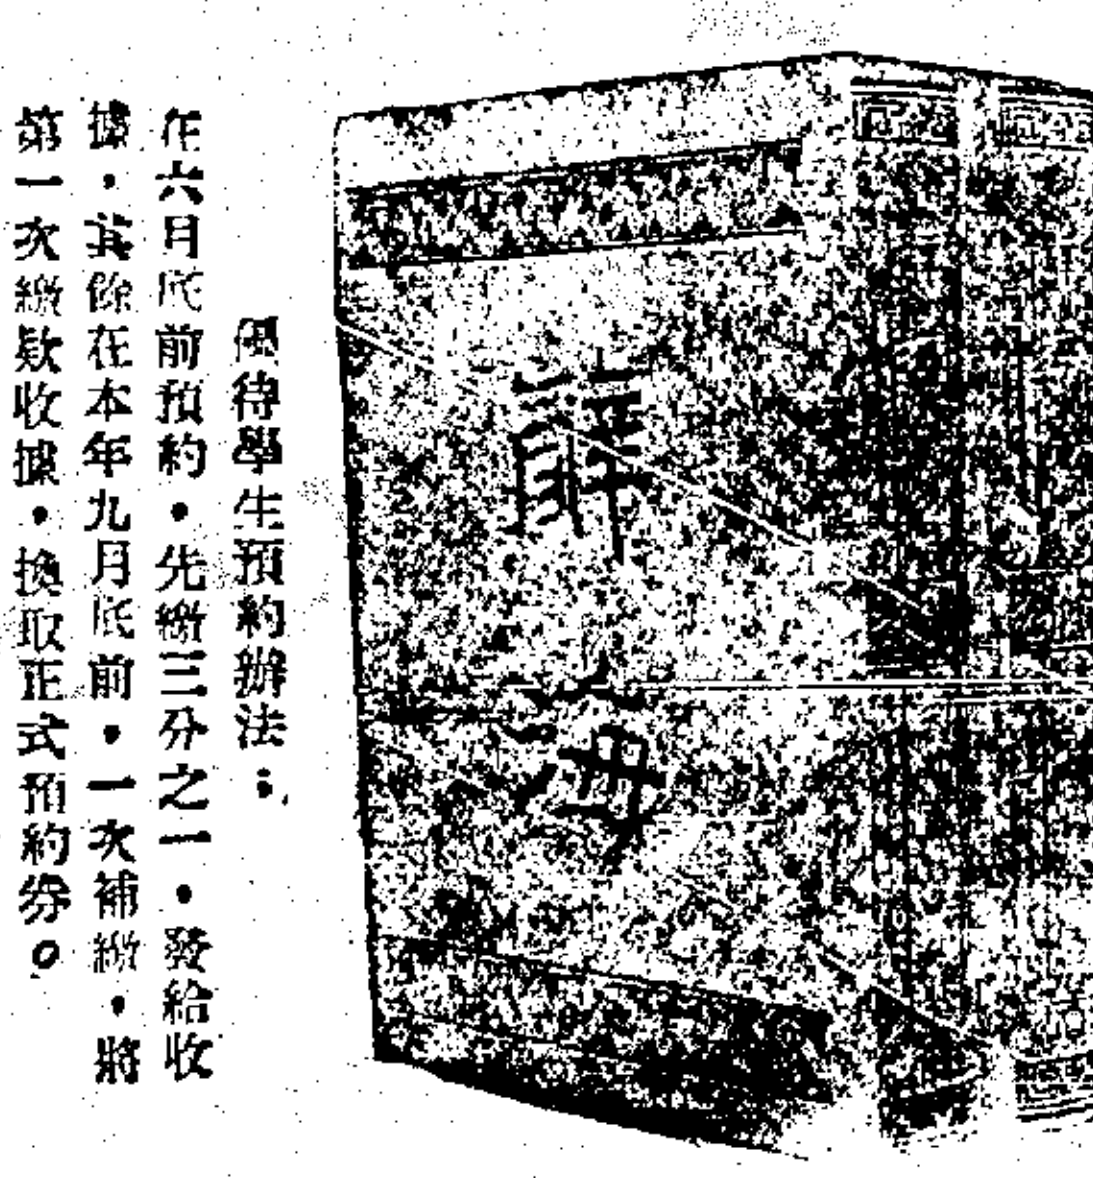 優待學生預約辦法：
在六月底前預約，先繳三分之一，發給收
據，其餘在本年九月底前，一次補繳，將
第一次繳款收據，換取正式預約券。
辭海